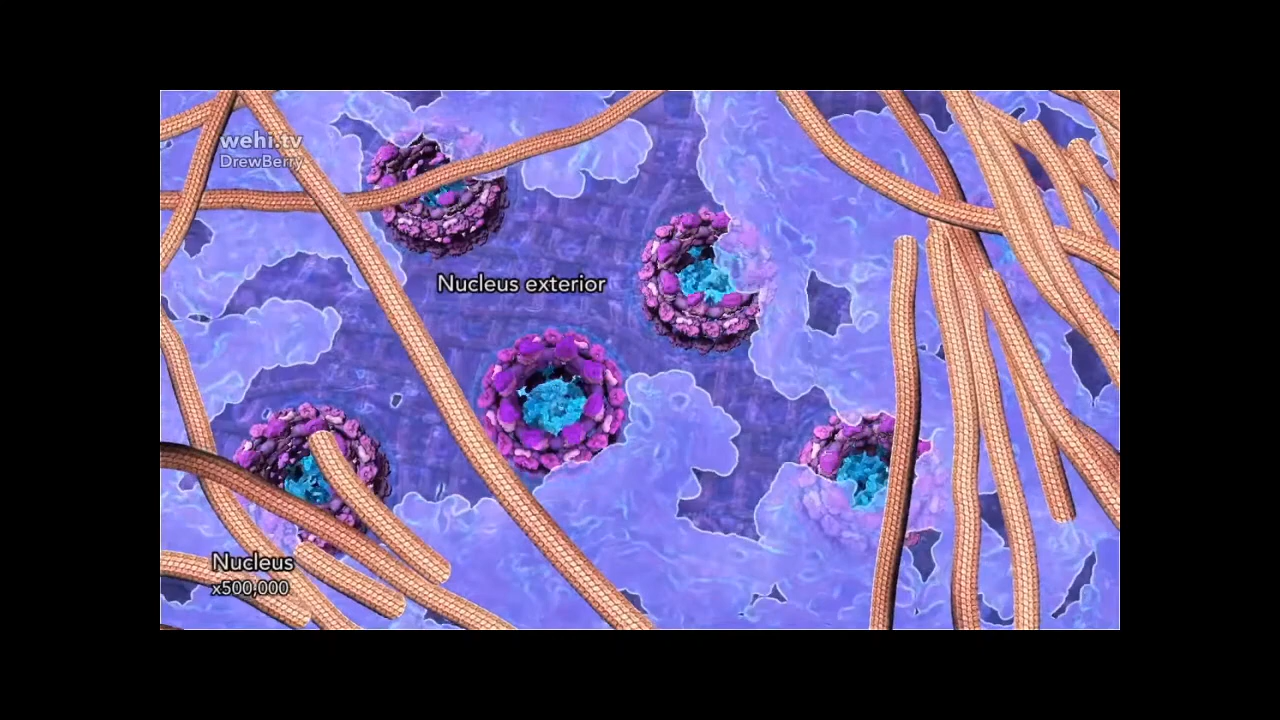 wehi.tv
DrewBerry
Nucleus exterior
Nucleus
x500,000